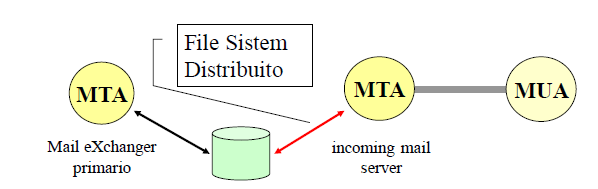 File Sistem
Distribuito
MTA
MTA
MUA
Mail eXchanger
primario
incoming mail
server